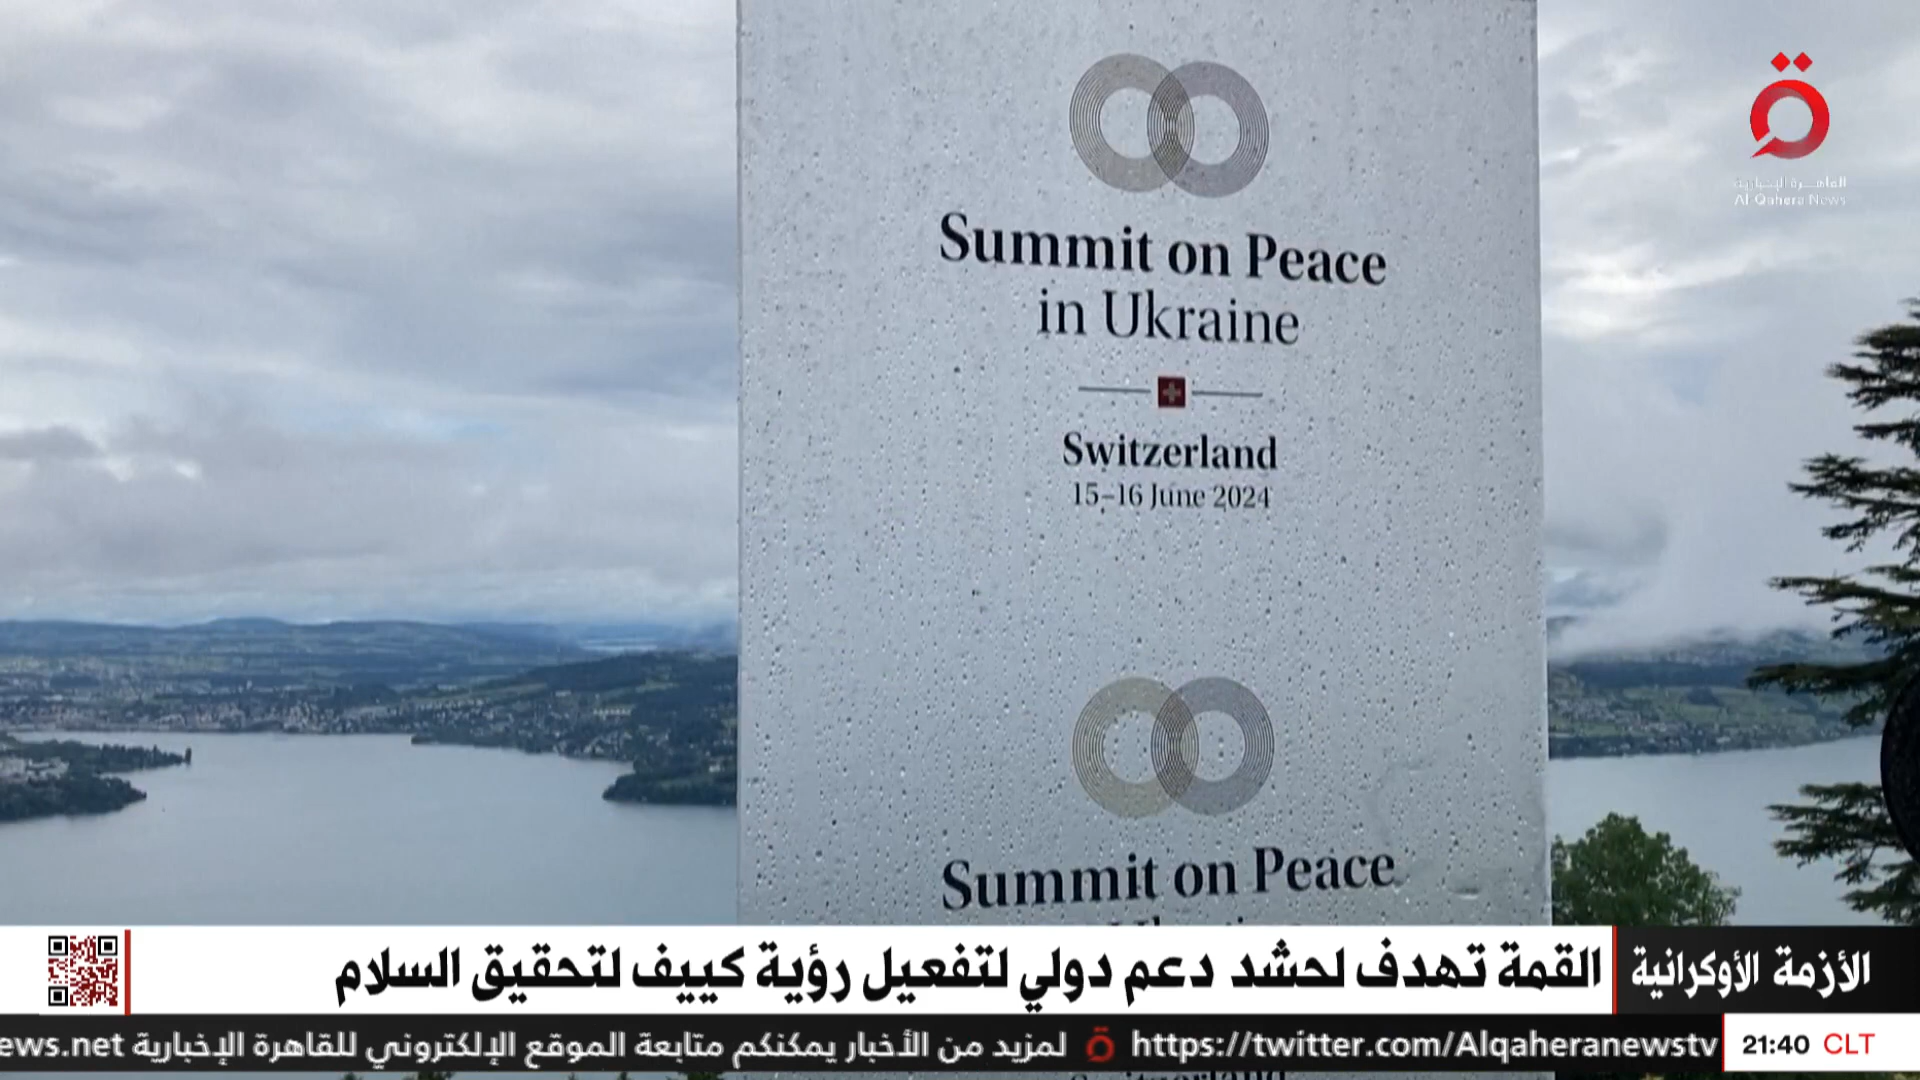 القاهرة الإخبارية
Al Qahera News
Summit on Peace
in Ukraine
Switzerland
15–16 June 2024
Summit on Peace
الأزمة الأوكرانية
القمة تهدف لحشد دعم دولي لتفعيل رؤية كييف لتحقيق السلام
21:40 CLT
https://twitter.com/Alqaheranewstv
لمزيد من الأخبار يمكنكم متابعة الموقع الإلكتروني للقاهرة الإخبارية ews.net